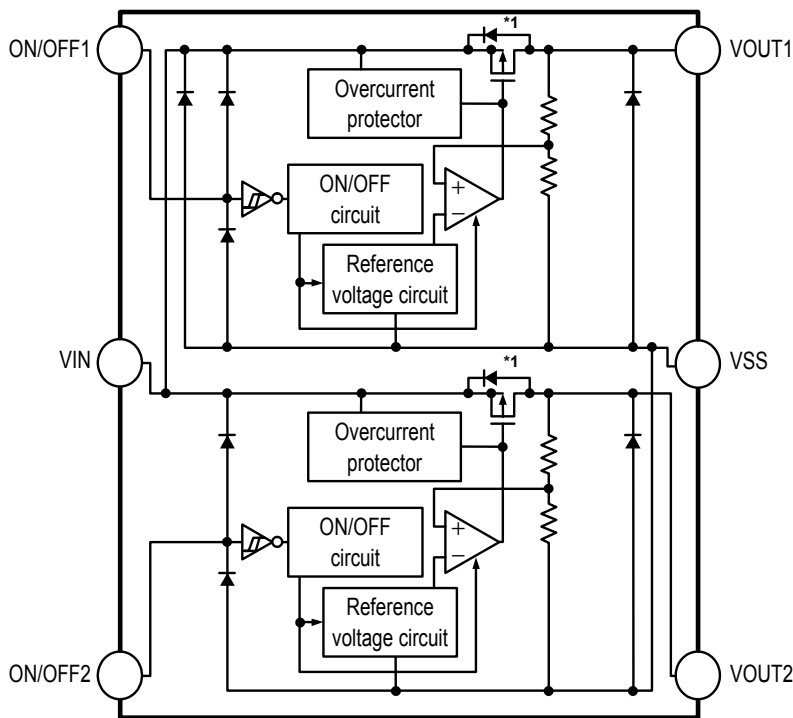 ON/OFF1
*1
VOUT1
Overcurrent
protector
ON/OFF
circuit
+
−
Reference
voltage circuit
VIN
VSS
*1
Overcurrent
protector
ON/OFF
circuit
+
−
Reference
voltage circuit
ON/OFF2
VOUT2